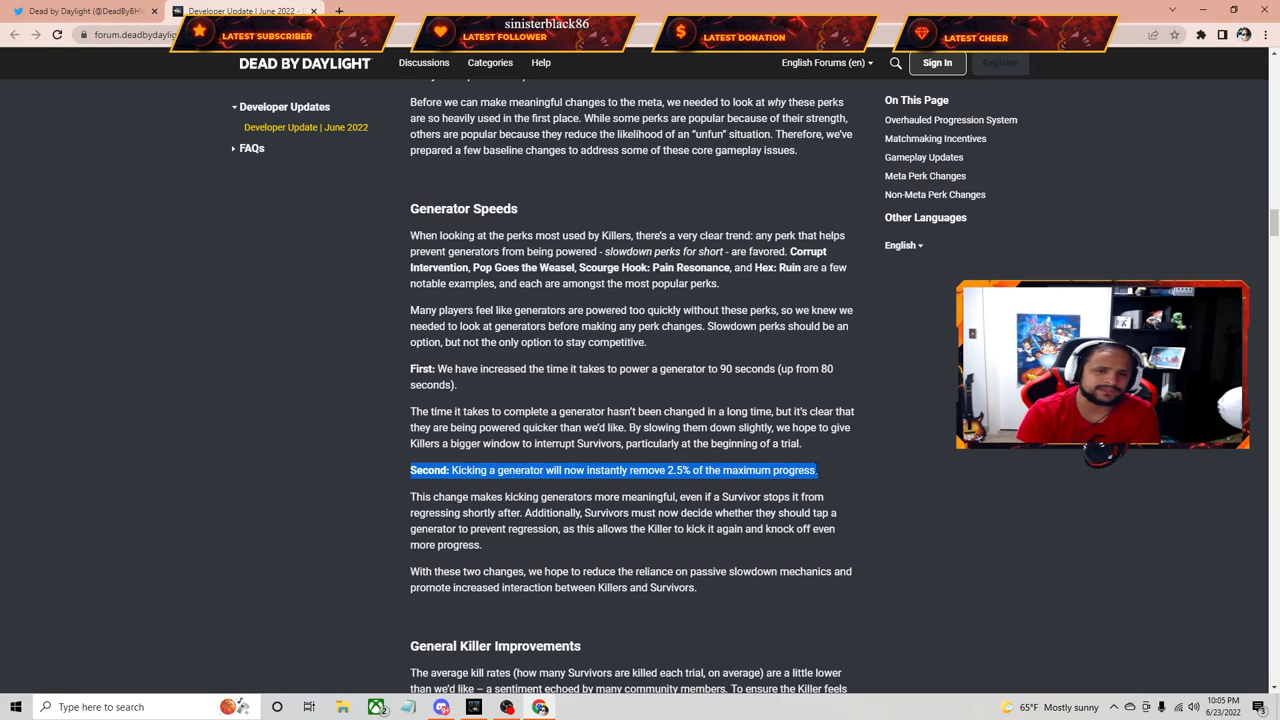 (@DeadByBHV
sinisterblack86
LATEST SUBSCRIBER
LATEST FOLLOWER
LATEST DONATION
LATEST CHEER
forum.deadbydaylig
DEAD BY DAYLIGHT
Discussions
Categories
Help
English Forums (en)
Sign In
Register
Developer Updates
Developer Update | June 2022
FAQs
Before we can make meaningful changes to the meta, we needed to look at why these perks
are so heavily used in the first place. While some perks are popular because of their strength,
others are popular because they reduce the likelihood of an "unfun" situation. Therefore, we've
prepared a few baseline changes to address some of these core gameplay issues.
Generator Speeds
When looking at the perks most used by Killers, there's a very clear trend: any perk that helps
prevent generators from being powered - slowdown perks for short - are favored. Corrupt
Intervention, Pop Goes the Weasel, Scourge Hook: Pain Resonance, and Hex: Ruin are a few
notable examples, and each are amongst the most popular perks.
Many players feel like generators are powered too quickly without these perks, so we knew we
needed to look at generators before making any perk changes. Slowdown perks should be an
option, but not the only option to stay competitive.
First: We have increased the time it takes to power a generator to 90 seconds (up from 80
seconds).
The time it takes to complete a generator hasn't been changed in a long time, but it's clear that
they are being powered quicker than we'd like. By slowing them down slightly, we hope to give
Killers a bigger window to interrupt Survivors, particularly at the beginning of a trial.
Second: Kicking a generator will now instantly remove 2.5% of the maximum progress.
This change makes kicking generators more meaningful, even if a Survivor stops it from
regressing shortly after. Additionally, Survivors must now decide whether they should tap a
generator to prevent regression, as this allows the Killer to kick it again and knock off even
more progress.
With these two changes, we hope to reduce the reliance on passive slowdown mechanics and
promote increased interaction between Killers and Survivors.
General Killer Improvements
The average kill rates (how many Survivors are killed each trial, on average) are a little lower
than we'd like – a sentiment echoed by many community members. To ensure the Killer feels
On This Page
Overhauled Progression System
Matchmaking Incentives
Gameplay Updates
Meta Perk Changes
Non-Meta Perk Changes
Other Languages
English
Type here to search
65°F Mostly sunny
10:05 PM
6/23/2022